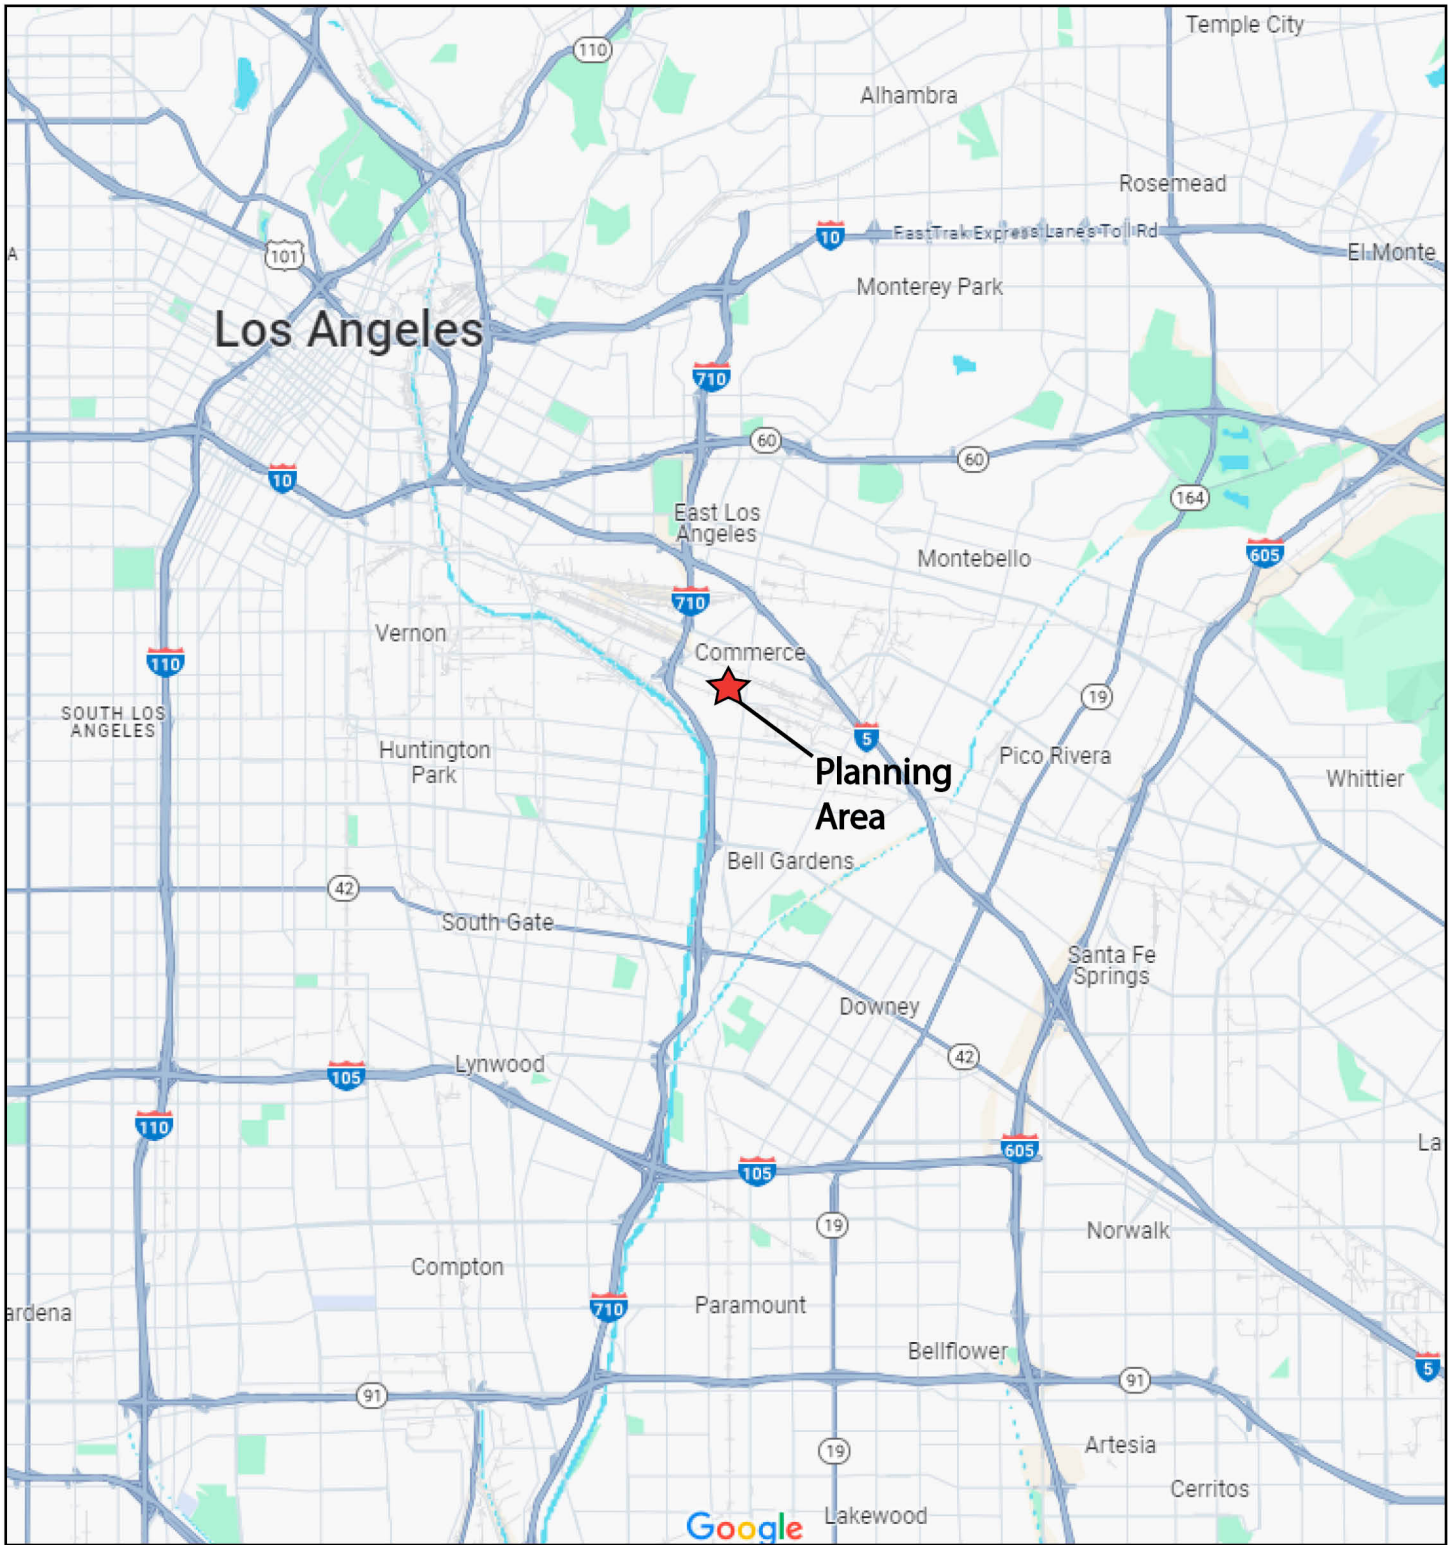 Temple City
110
Alhambra
Rosemead
10
FastTrak Express Lanes Toll Rd
101
A
El Monte
Monterey Park
Los Angeles
710
60
60
10
164
East Los
Angeles
605
Montebello
710
Vernon
Commerce
110
19
SOUTH LOS
ANGELES
5
Huntington
Park
Pico Rivera
Planning
Area
Whittier
Bell Gardens
42
South Gate
Santa Fe
Springs
Downey
42
Lynwood
105
110
La
605
105
19
Norwalk
Compton
710
Paramount
ardena
Bellflower
5
91
91
19
Artesia
Cerritos
Lakewood
Google